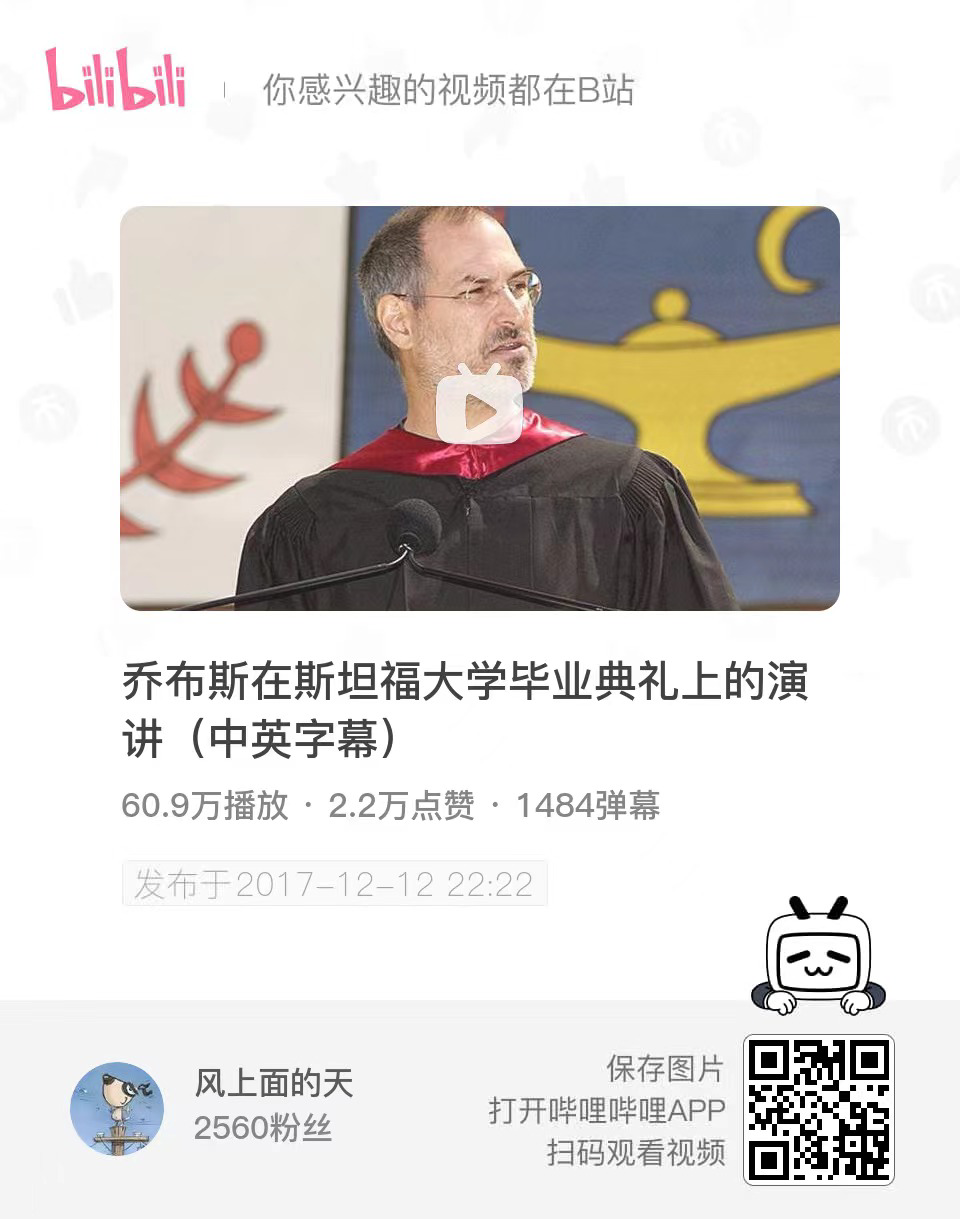 bilibili
你感兴趣的视频都在B站
乔布斯在斯坦福大学毕业典礼上的演
讲（中英字幕）
60.9万播放 · 2.2万点赞 · 1484弹幕
发布于2017-12-12 22:22
风上面的天
2560粉丝
保存图片
打开哔哩哔哩APP
扫码观看视频